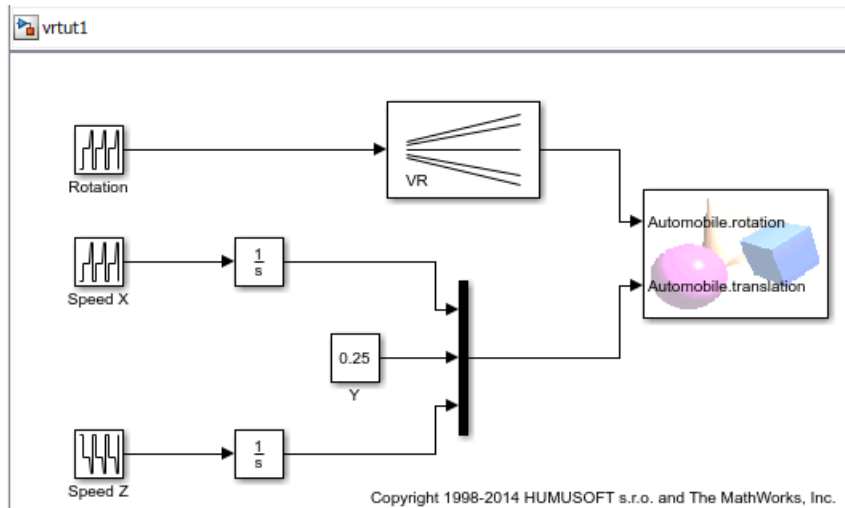 vrtut1
Rotation
VR
Automobile.rotation
Automobile.translation
Speed X
1
s
0.25
Y
Speed Z
1
s
Copyright 1998-2014 HUMUSOFT s.r.o. and The MathWorks, Inc.